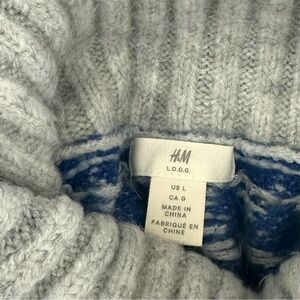 H&M
L.O.G.G.
US L
CA G
MADE IN
CHINA
FABRIQUÉ EN
CHINE